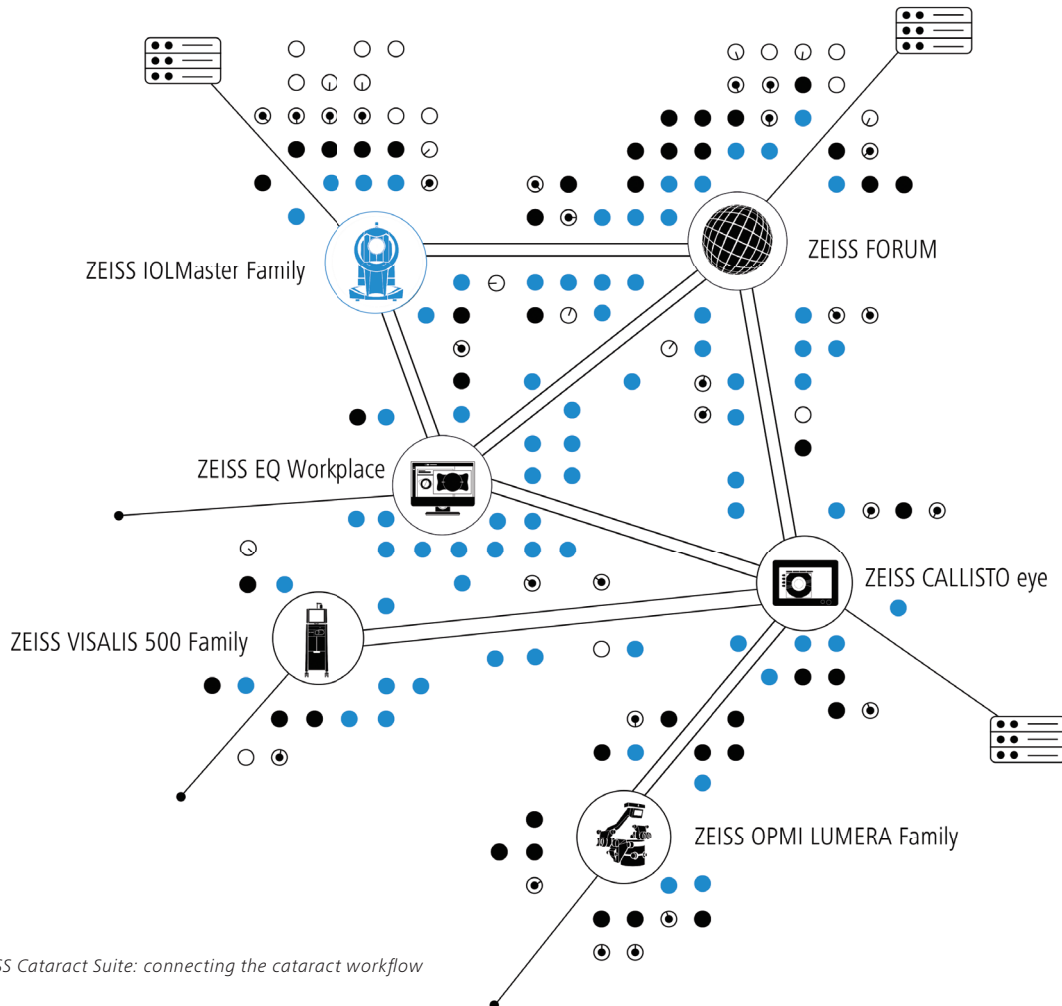 ZEISS FORUM
ZEISS IOLMaster Family
ZEISS EQ Workplace
ZEISS CALLISTO eye
ZEISS VISALIS 500 Family
ZEISS OPMI LUMERA Family
SS Cataract Suite: connecting the cataract workflow